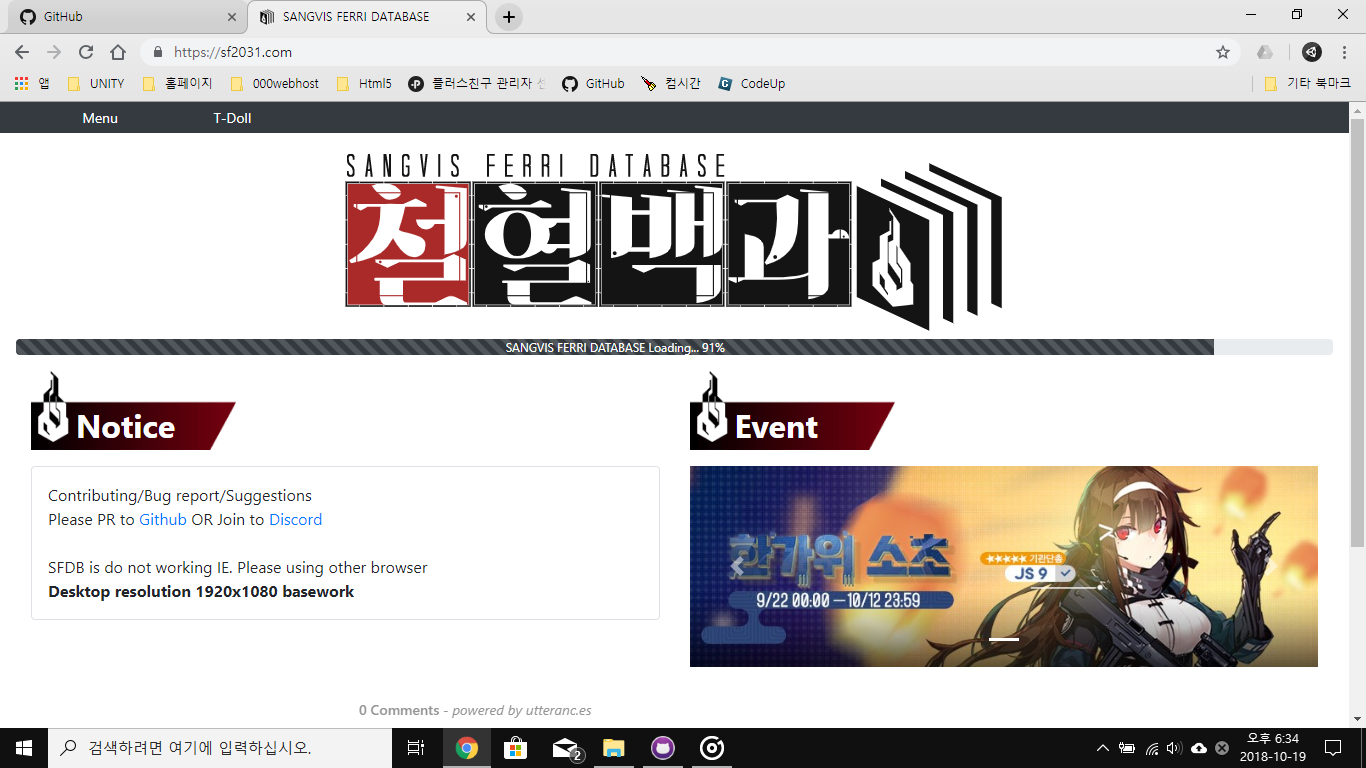 GitHub
SANGVIS FERRI DATABASE
https://sf2031.com
앱
UNITY
홈페이지
000webhost
Html5
플러스친구 관리자 센
GitHub
컴시간
CodeUp
기타 북마크
Menu
T-Doll
SANGVIS FERRI DATABASE
철혈백과
SANGVIS FERRI DATABASE Loading... 91%
Notice
Contributing/Bug report/Suggestions
Please PR to Github OR Join to Discord
SFDB is do not working IE. Please using other browser
Desktop resolution 1920x1080 basework
Event
한가위 소츠
9/22 00:00 — 10/12 23:59
★★★★★ 기관단총
JS 9
0 Comments - powered by utteranc.es
검색하려면 여기에 입력하십시오.
2
오후 6:34
2018-10-19